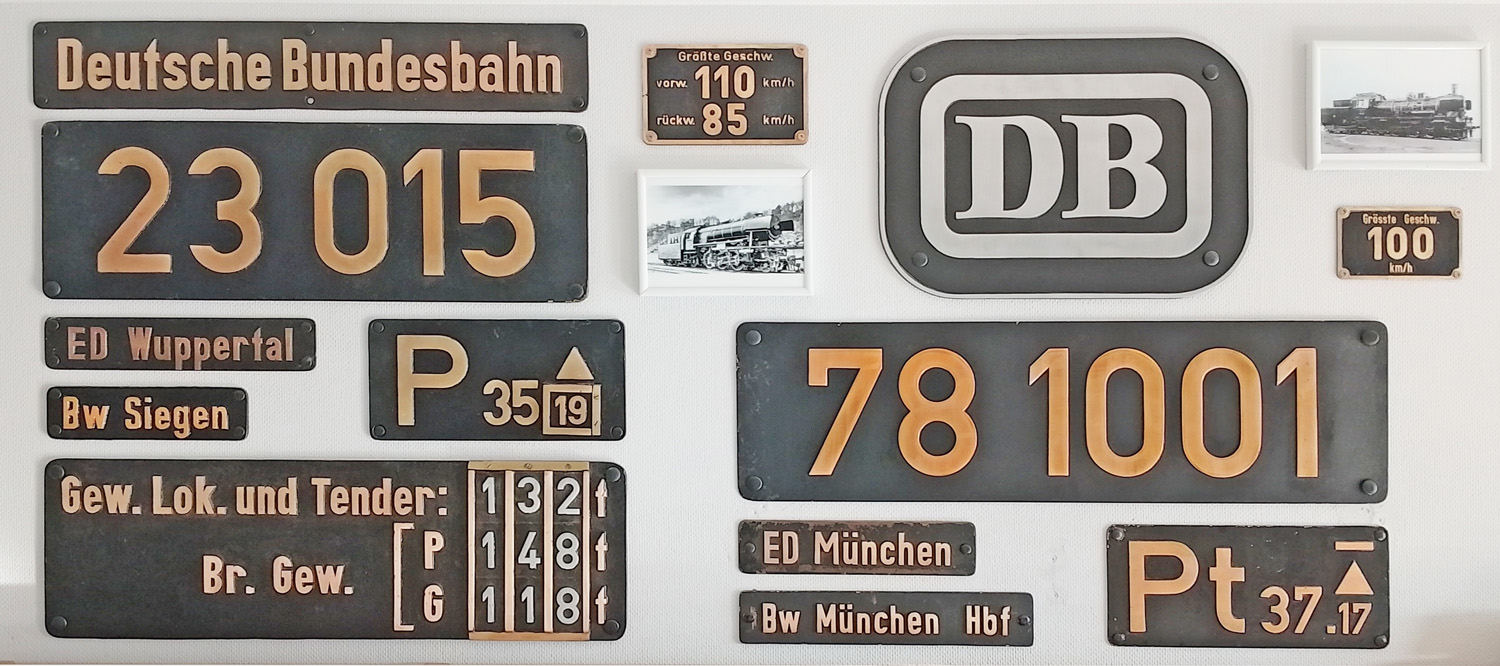 Deutsche Bundesbahn
23 015
ED Wuppertal
Bw Siegen
P 35 19
Gew. Lok. und Tender: 132 t
P 148 t
Br. Gew.
G 118 t
Größte Geschw.
vorw. 110 km/h
rückw. 85 km/h
DB
Grösste Geschw.
100
km/h
78 1001
ED München
Bw München Hbf
Pt 37.17